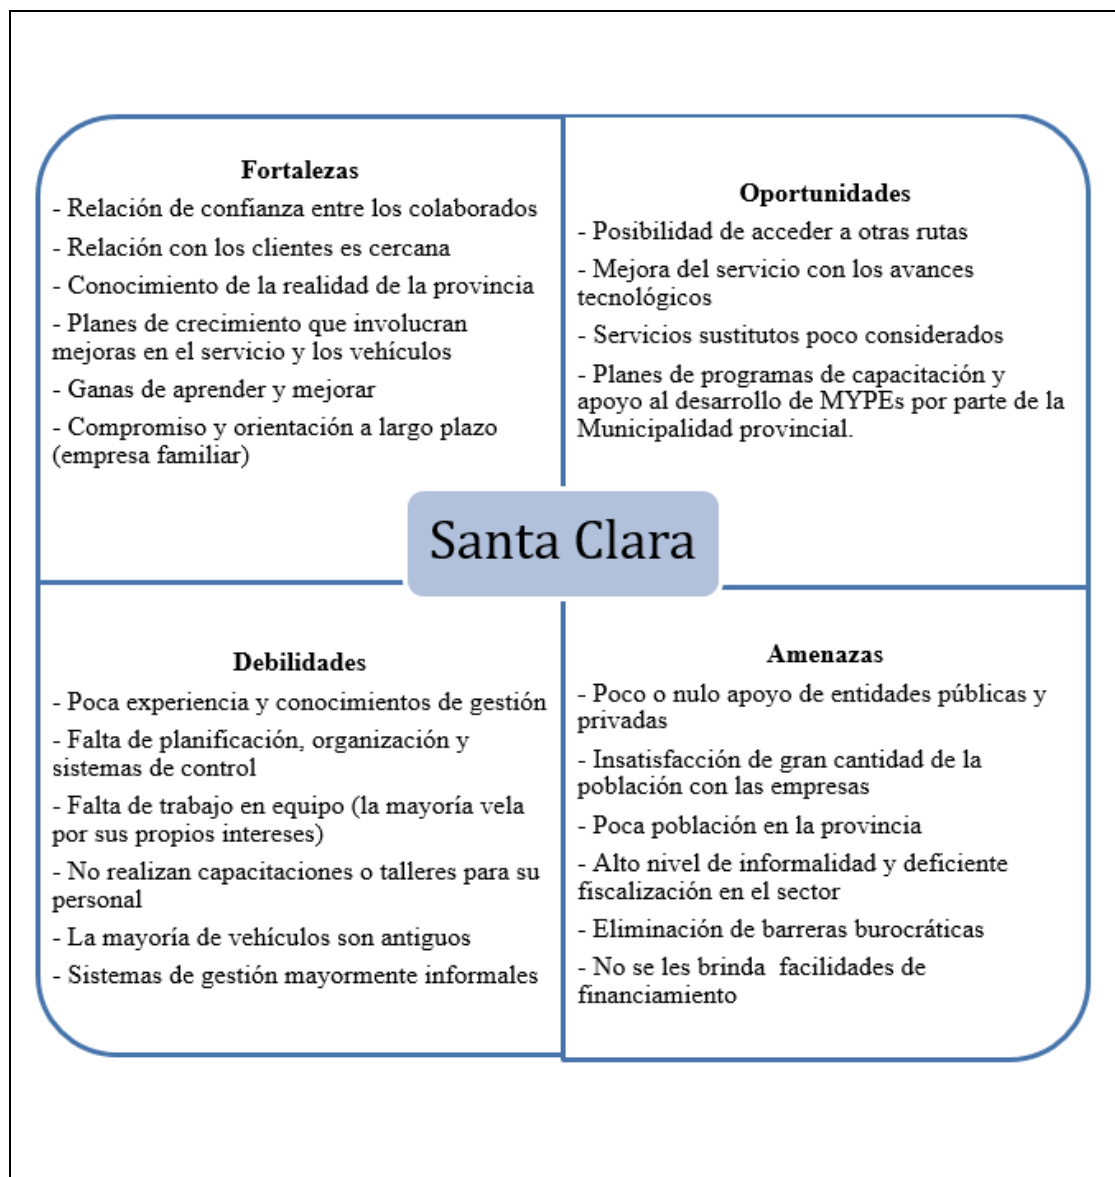 Fortalezas
- Relación de confianza entre los colaborados
- Relación con los clientes es cercana
- Conocimiento de la realidad de la provincia
- Planes de crecimiento que involucran
mejoras en el servicio y los vehículos
- Ganas de aprender y mejorar
- Compromiso y orientación a largo plazo
(empresa familiar)
Oportunidades
- Posibilidad de acceder a otras rutas
- Mejora del servicio con los avances
tecnológicos
- Servicios sustitutos poco considerados
- Planes de programas de capacitación y
apoyo al desarrollo de MYPEs por parte de la
Municipalidad provincial.
Santa Clara
Debilidades
- Poca experiencia y conocimientos de gestión
- Falta de planificación, organización y
sistemas de control
- Falta de trabajo en equipo (la mayoría vela
por sus propios intereses)
- No realizan capacitaciones o talleres para su
personal
- La mayoría de vehículos son antiguos
- Sistemas de gestión mayormente informales
Amenazas
- Poco o nulo apoyo de entidades públicas y
privadas
- Insatisfacción de gran cantidad de la
población con las empresas
- Poca población en la provincia
- Alto nivel de informalidad y deficiente
fiscalización en el sector
- Eliminación de barreras burocráticas
- No se les brinda  facilidades de
financiamiento